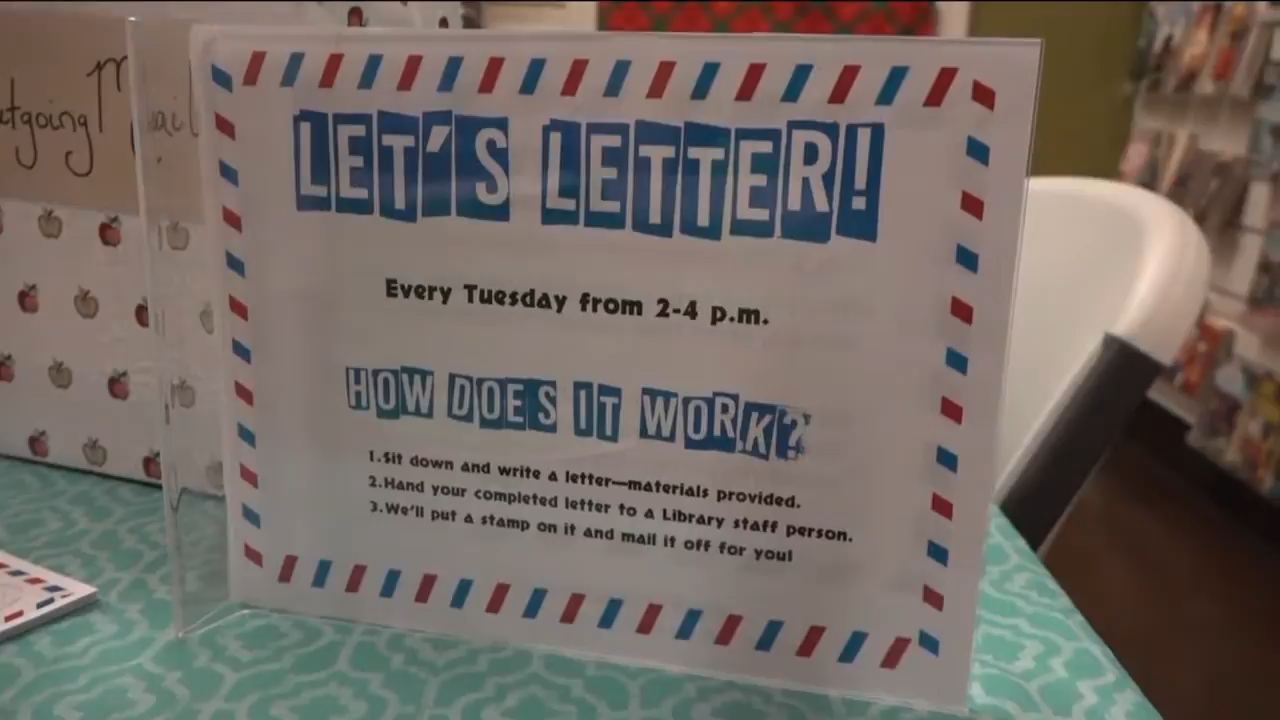 Outgoing Mail
LET'S LETTER!
Every Tuesday from 2-4 p.m.
HOW DOES IT WORK?
1.Sit down and write a letter—materials provided.
2.Hand your completed letter to a Library staff person.
3.We'll put a stamp on it and mail it off for you!